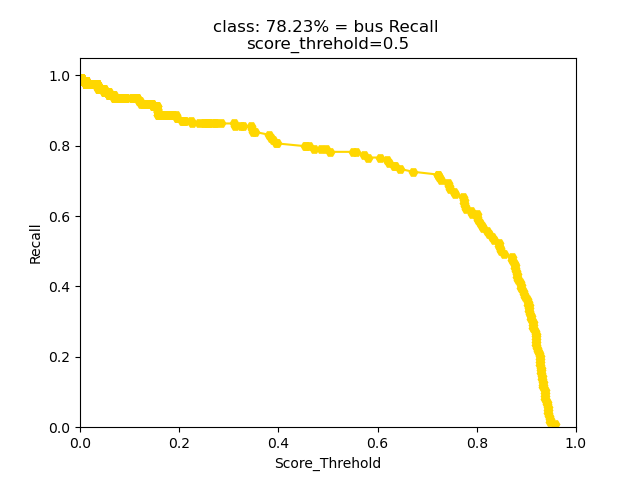 class: 78.23% = bus Recall
score_threhold=0.5
1.0
0.8
0.6
0.4
0.2
0.0
Recall
0.0 0.2 0.4 0.6 0.8 1.0
Score_Threhold